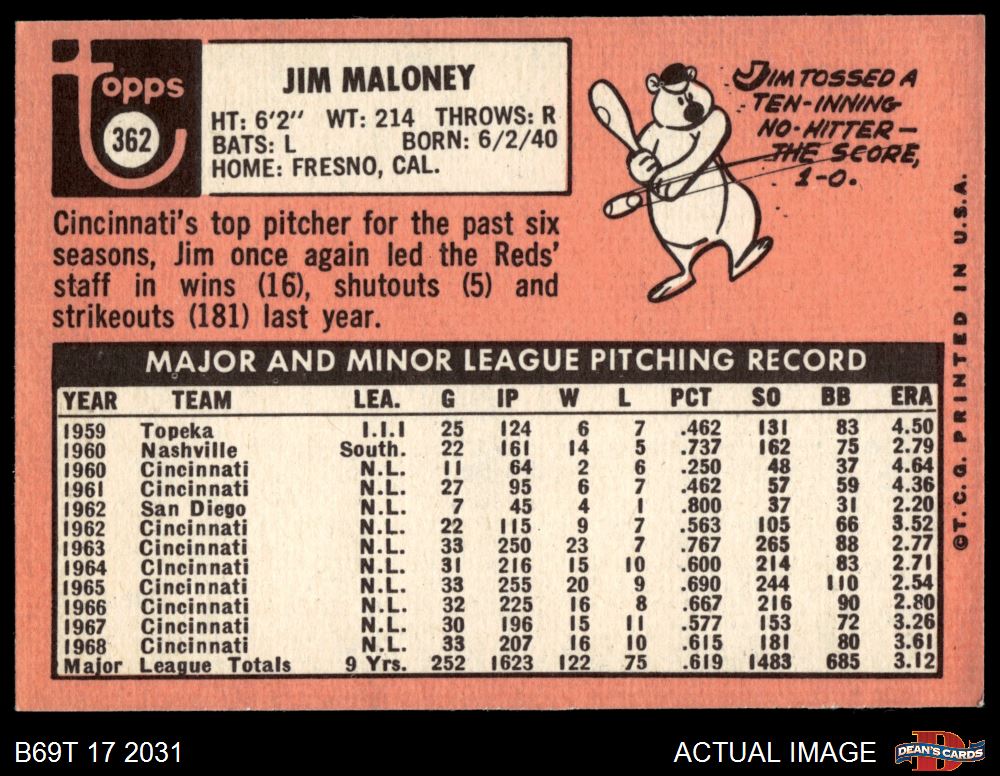 Topps
362
JIM MALONEY
HT: 6'2" WT: 214 THROWS: R
BATS: L BORN: 6/2/40
HOME: FRESNO, CAL.
JIM TOSSED A
TEN-INNING
NO-HITTER—
THE SCORE,
1-0.
Cincinnati's top pitcher for the past six
seasons, Jim once again led the Reds'
staff in wins (16), shutouts (5) and
strikeouts (181) last year.
MAJOR AND MINOR LEAGUE PITCHING RECORD
YEAR TEAM LEA. G IP W L PCT SO BB ERA
1959 Topeka I.I.I 25 124 6 7 .462 131 83 4.50
1960 Nashville South. 22 161 14 5 .737 162 75 2.79
1960 Cincinnati N.L. 11 64 2 6 .250 48 37 4.64
1961 Cincinnati N.L. 27 95 6 7 .462 57 59 4.36
1962 San Diego N.L. 7 45 4 1 .800 37 31 2.20
1962 Cincinnati N.L. 22 115 9 7 .563 105 66 3.52
1963 Cincinnati N.L. 33 250 23 7 .767 265 88 2.77
1964 Cincinnati N.L. 31 216 15 10 .600 214 83 2.71
1965 Cincinnati N.L. 33 255 20 9 .690 244 110 2.54
1966 Cincinnati N.L. 32 225 16 8 .667 216 90 2.80
1967 Cincinnati N.L. 30 196 15 11 .577 153 72 3.26
1968 Cincinnati N.L. 33 207 16 10 .615 181 80 3.61
Major League Totals 9 Yrs. 252 1623 122 75 .619 1483 685 3.12
©T. C. G. PRINTED IN U.S.A.
B69T 17 2031
ACTUAL IMAGE
DEAN'S CARDS